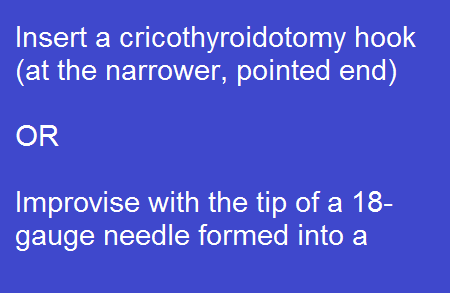 Insert a cricothyroidotomy hook
(at the narrower, pointed end)
OR
Improvise with the tip of a 18-
gauge needle formed into a